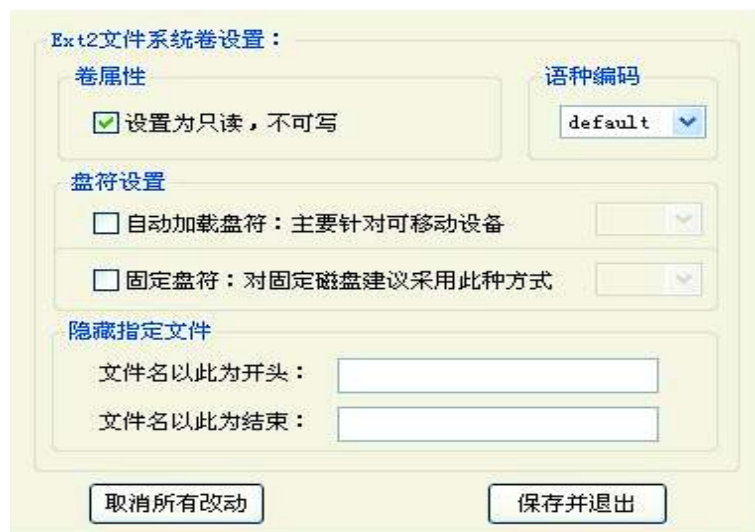 Ext2文件系统卷设置：
卷属性 语种编码
设置为只读，不可写 default
盘符设置
自动加载盘符：主要针对可移动设备
固定盘符：对固定磁盘建议采用此种方式
隐藏指定文件
文件名以此为开头：
文件名以此为结束：
取消所有改动 保存并退出